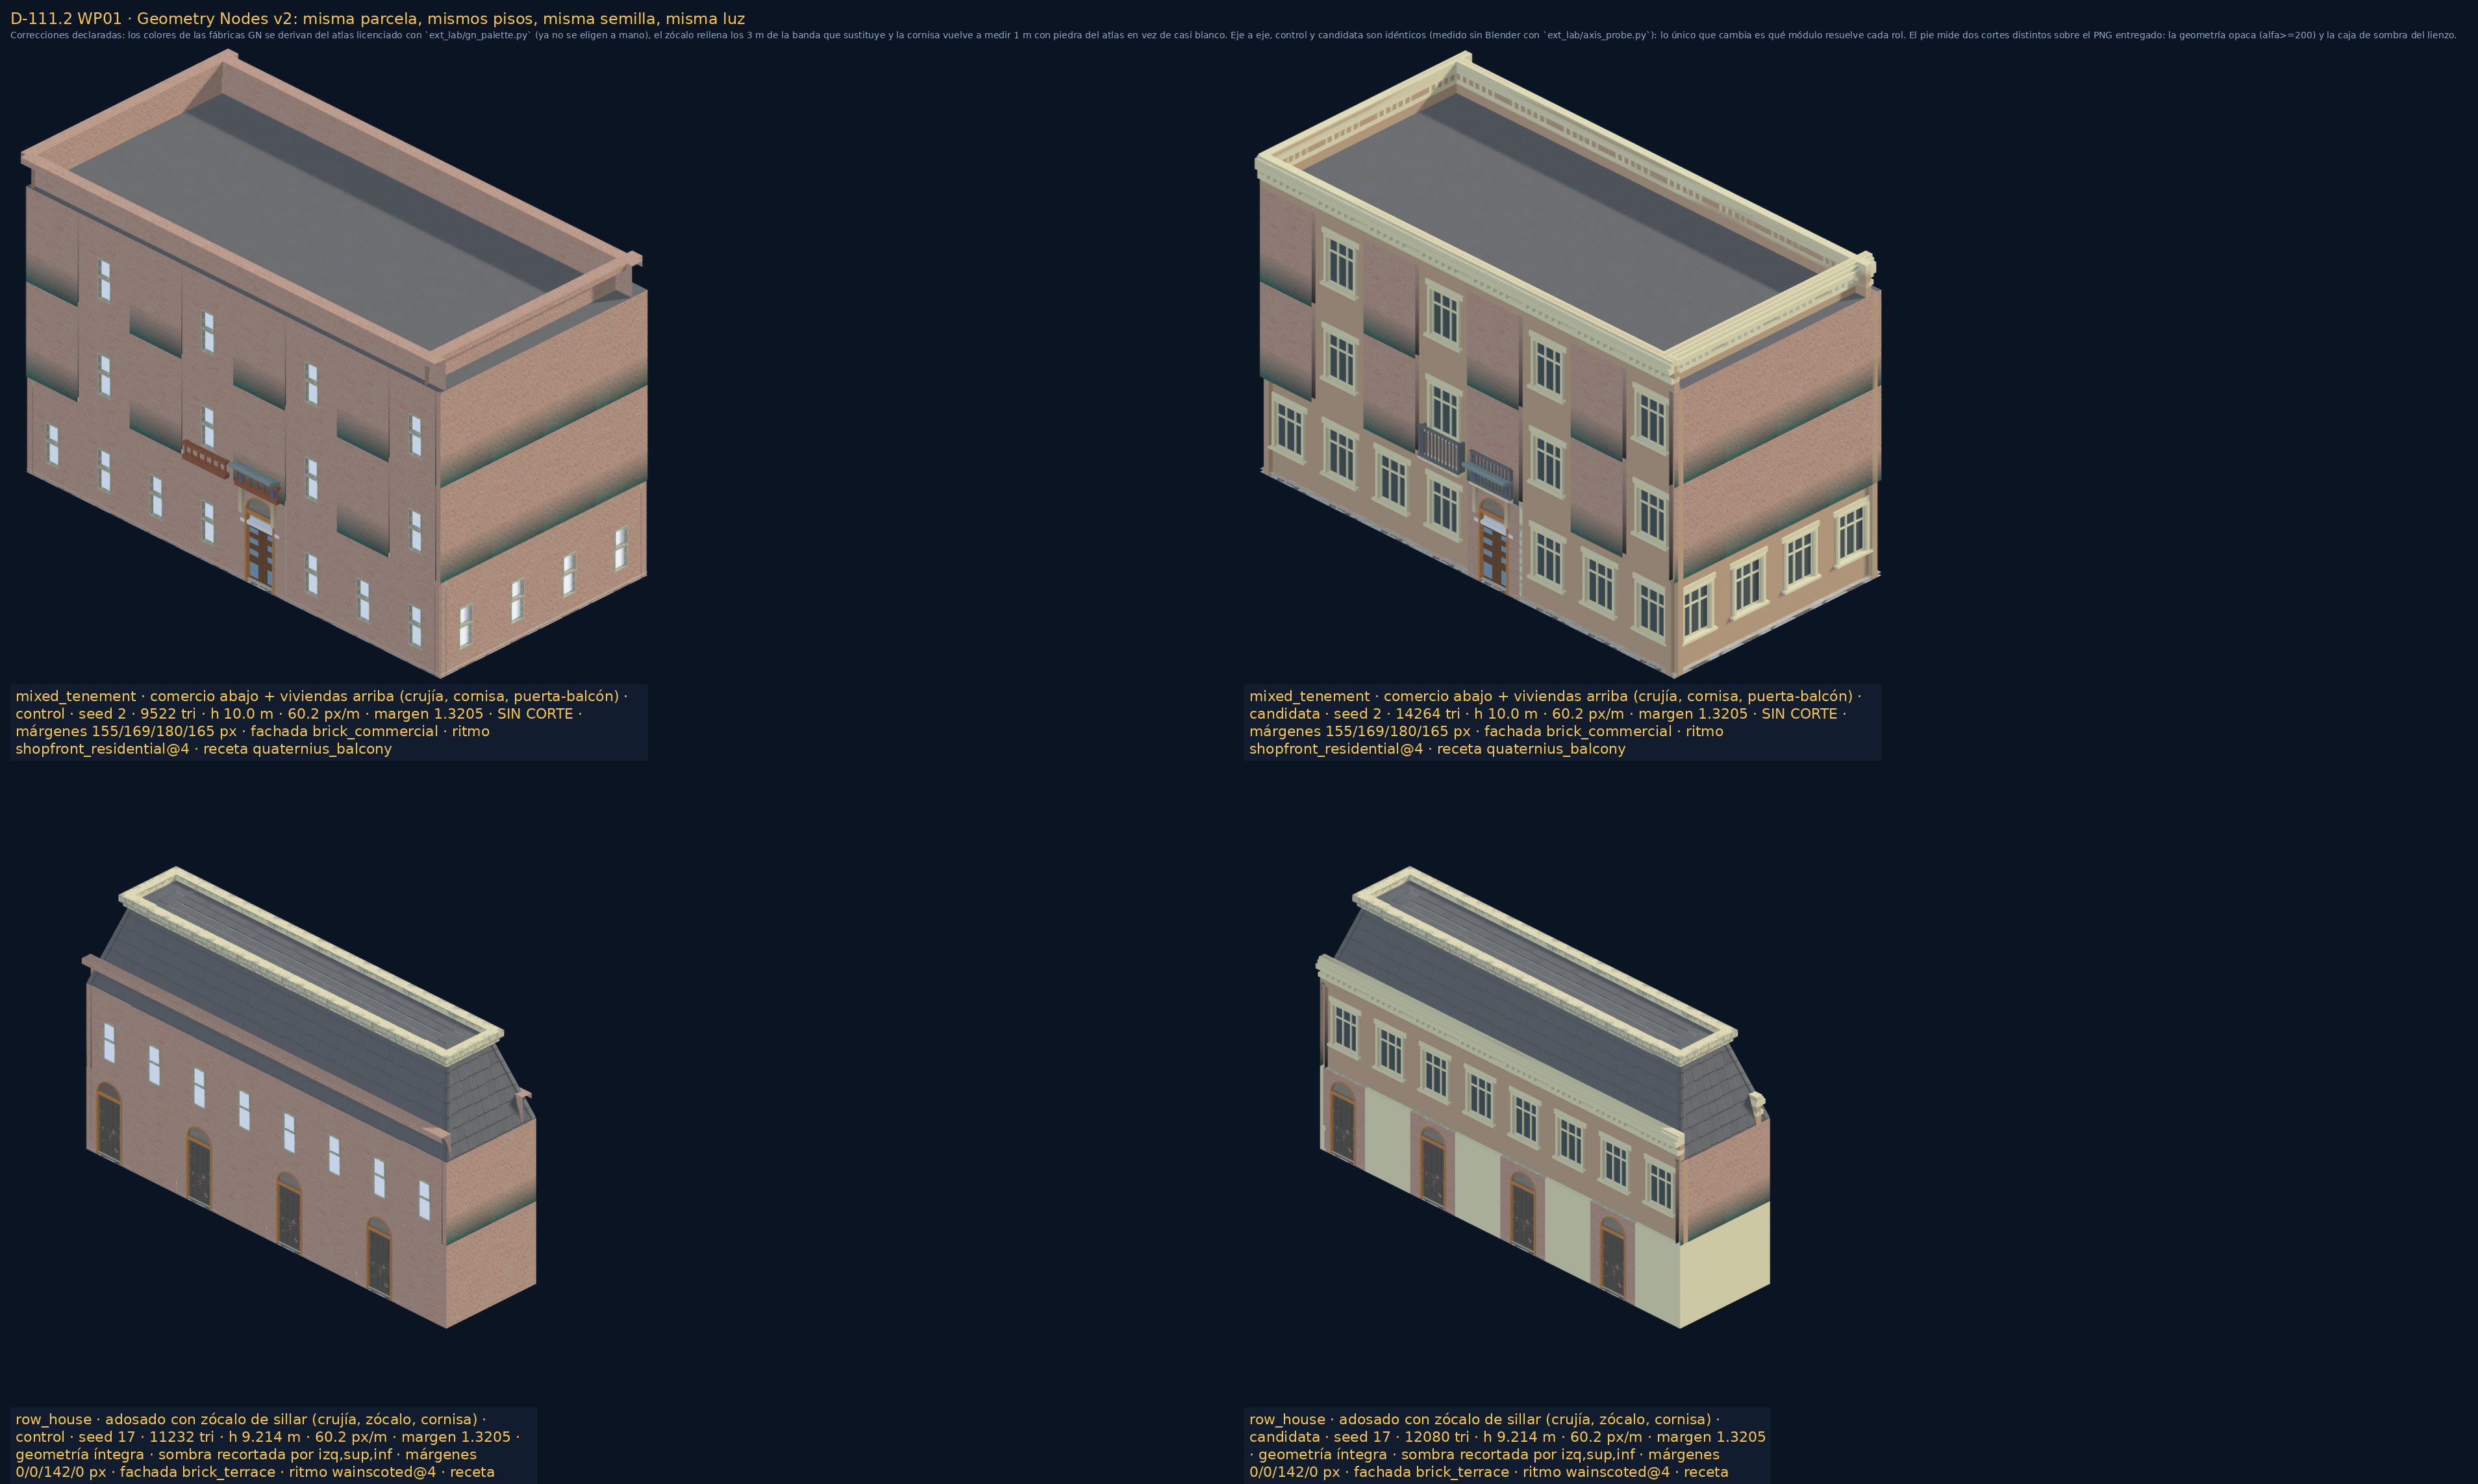 D-111.2 WP01 · Geometry Nodes v2: misma parcela, mismos pisos, misma semilla, misma luz
Correcciones declaradas: los colores de las fábricas GN se derivan del atlas licenciado con `ext_lab/gn_palette.py` (ya no se eligen a mano), el zócalo rellena los 3 m de la banda que sustituye y la cornisa vuelve a medir 1 m con piedra del atlas en vez de casi blanco. Eje a eje, control y candidata son idénticos (medido sin Blender con `ext_lab/axis_probe.py`): lo único que cambia es qué módulo resuelve cada rol. El pie mide dos cortes distintos sobre el PNG entregado: la geometría opaca (alfa>=200) y la caja de sombra del lienzo.
mixed_tenement · comercio abajo + viviendas arriba (crujía, cornisa, puerta-balcón) ·
control · seed 2 · 9522 tri · h 10.0 m · 60.2 px/m · margen 1.3205 · SIN CORTE ·
márgenes 155/169/180/165 px · fachada brick_commercial · ritmo
shopfront_residential@4 · receta quaternius_balcony
mixed_tenement · comercio abajo + viviendas arriba (crujía, cornisa, puerta-balcón) ·
candidata · seed 2 · 14264 tri · h 10.0 m · 60.2 px/m · margen 1.3205 · SIN CORTE ·
márgenes 155/169/180/165 px · fachada brick_commercial · ritmo
shopfront_residential@4 · receta quaternius_balcony
row_house · adosado con zócalo de sillar (crujía, zócalo, cornisa) ·
control · seed 17 · 11232 tri · h 9.214 m · 60.2 px/m · margen 1.3205 ·
geometría íntegra · sombra recortada por izq,sup,inf · márgenes
0/0/142/0 px · fachada brick_terrace · ritmo wainscoted@4 · receta
row_house · adosado con zócalo de sillar (crujía, zócalo, cornisa) ·
candidata · seed 17 · 12080 tri · h 9.214 m · 60.2 px/m · margen 1.3205
· geometría íntegra · sombra recortada por izq,sup,inf · márgenes
0/0/142/0 px · fachada brick_terrace · ritmo wainscoted@4 · receta